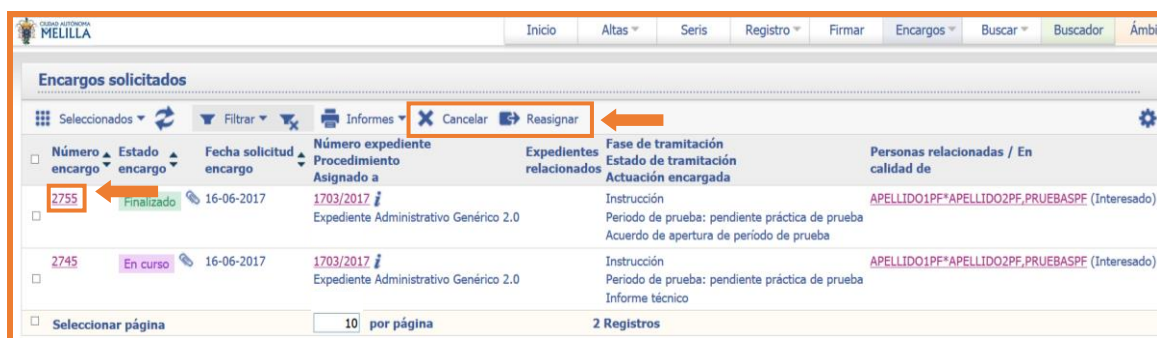 CIUDAD AUTÓNOMA
MELILLA
Inicio Altas Seris Registro Firmar Encargos Buscar Buscador Ámbi
Encargos solicitados
Seleccionados Filtrar Informes Cancelar Reasignar
Número encargo Estado encargo Fecha solicitud encargo Número expediente Procedimiento Asignado a Expedientes relacionados Fase de tramitación Estado de tramitación Actuación encargada Personas relacionadas / En calidad de
2755 Finalizado 16-06-2017 1703/2017 Instrucción APELLIDO1PF*APELLIDO2PF,PRUEBASPF (Interesado)
Expediente Administrativo Genérico 2.0 Periodo de prueba: pendiente práctica de prueba
Acuerdo de apertura de período de prueba
2745 En curso 16-06-2017 1703/2017 Instrucción APELLIDO1PF*APELLIDO2PF,PRUEBASPF (Interesado)
Expediente Administrativo Genérico 2.0 Periodo de prueba: pendiente práctica de prueba
Informe técnico
Seleccionar página 10 por página 2 Registros